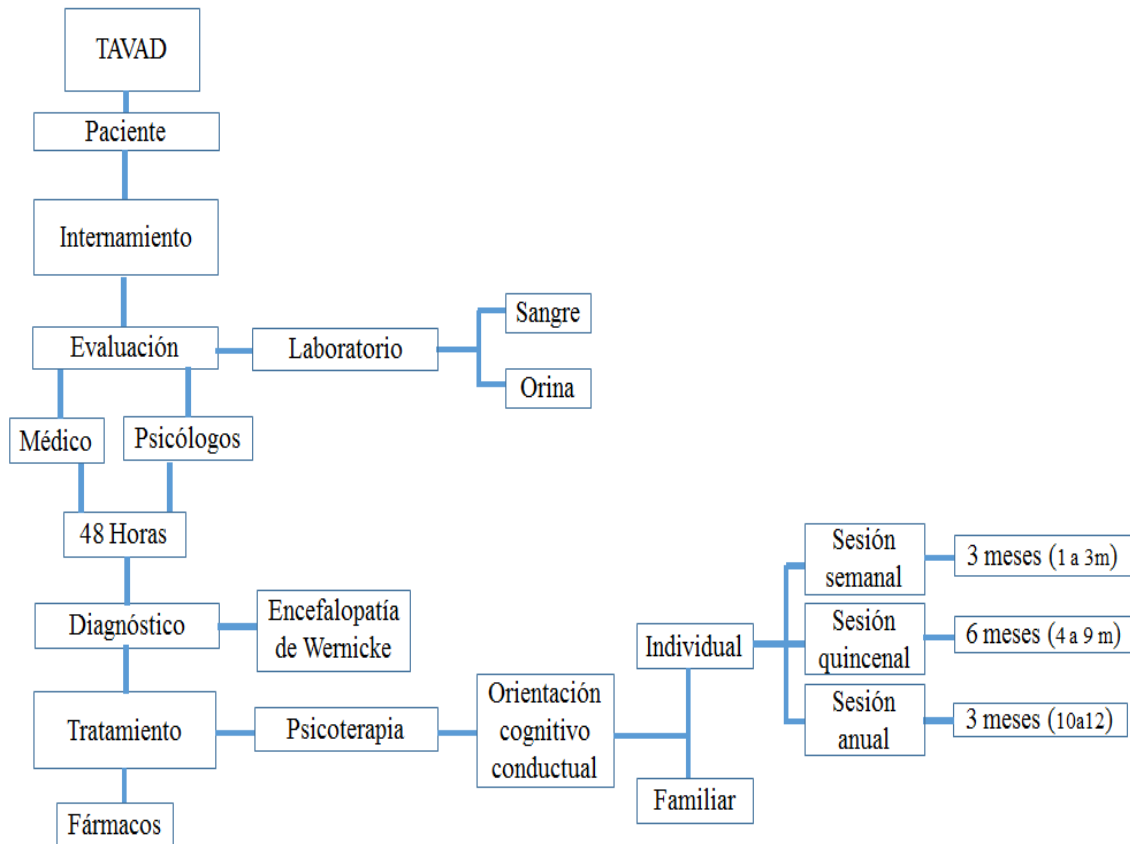 TAVAD
Paciente
Internamiento
Evaluación
Laboratorio
Sangre
Orina
Médico
Psicólogos
48 Horas
Diagnóstico
Encefalopatía
de Wernicke
Tratamiento
Psicoterapia
Orientación
cognitivo
conductual
Individual
Familiar
Sesión
semanal
3 meses (1 a 3m)
Sesión
quincenal
6 meses (4 a 9 m)
Sesión
anual
3 meses (10a12)
Fármacos